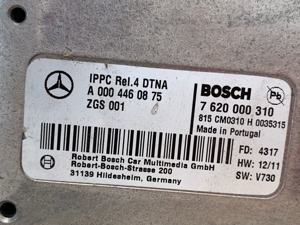 IPPC Rel.4 DTNA
A 000 446 08 75
ZGS 001
BOSCH
Pb
7 620 000 310
815 CM0310 H 0035315
Made in Portugal
FD: 4317
HW: 12/11
SW: V730
Robert Bosch Car Multimedia GmbH
Robert-Bosch-Strasse 200
31139 Hildesheim, Germany